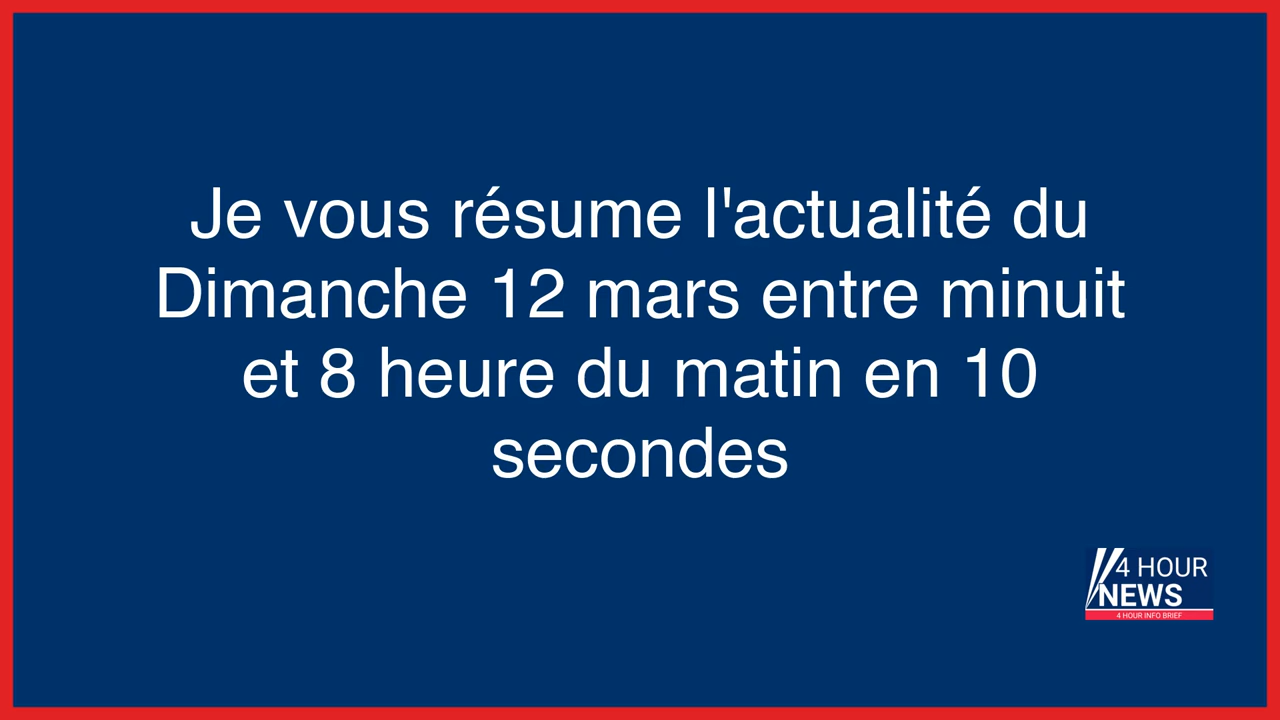 Je vous résume l'actualité du
Dimanche 12 mars entre minuit
et 8 heure du matin en 10
secondes
4 HOUR
NEWS
4 HOUR INFO BRIEF